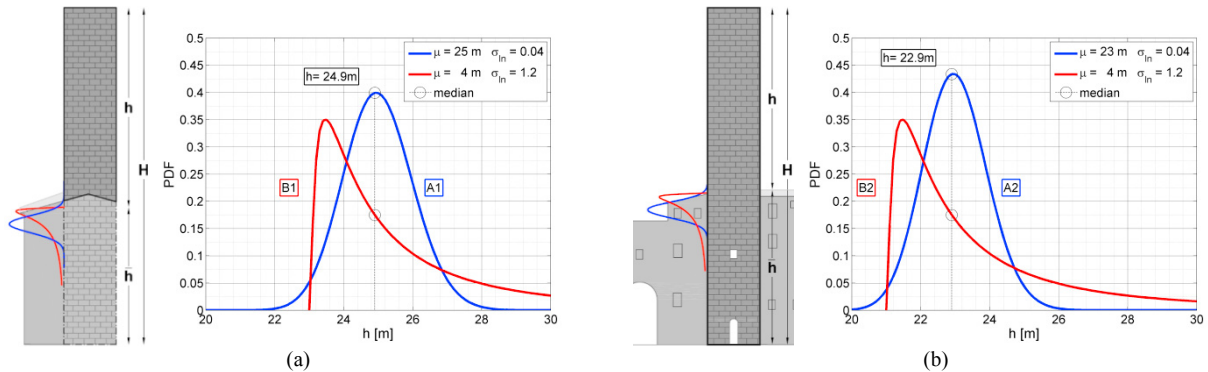 h
H
h
0.5
0.45
0.4
0.35
0.3
0.25
0.2
0.15
0.1
0.05
0
PDF
h= 24.9m
μ = 25 m σln = 0.04
μ = 4 m σln = 1.2
median
B1
A1
20 22 24 26 28 30
h [m]
(a)
h
H
h
0.5
0.45
0.4
0.35
0.3
0.25
0.2
0.15
0.1
0.05
0
PDF
h= 22.9m
μ = 23 m σln = 0.04
μ = 4 m σln = 1.2
median
B2
A2
20 22 24 26 28 30
h [m]
(b)